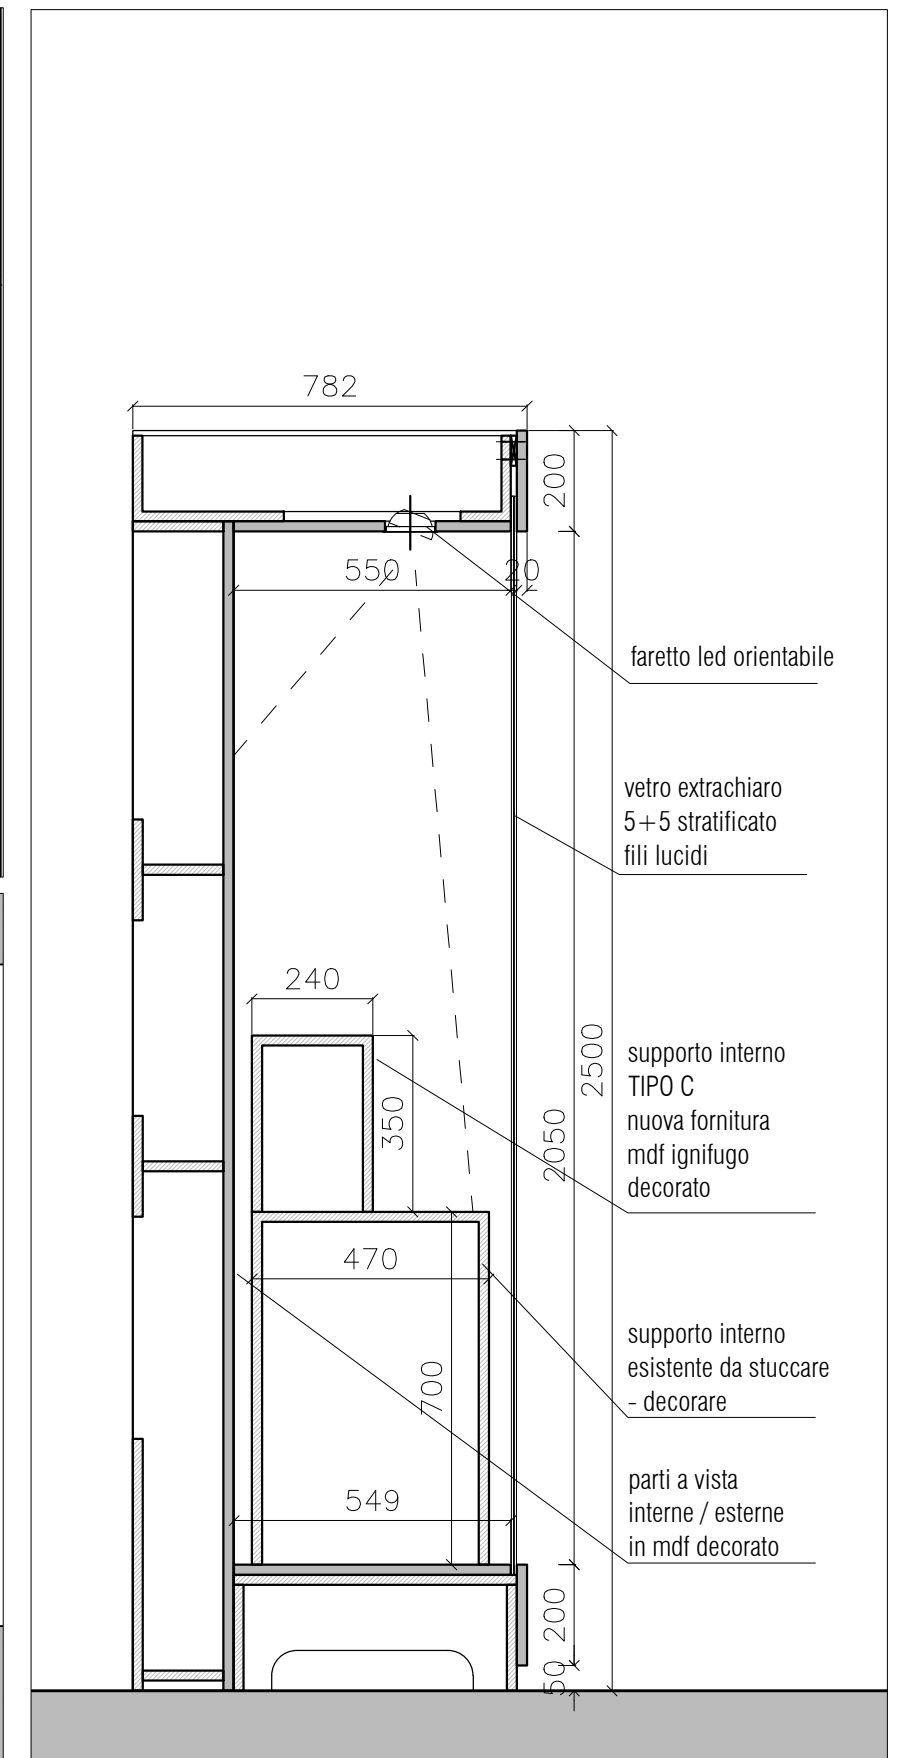 782
200
550
20
faretto led orientabile
vetro extrachiaro
5+5 stratificato
fili lucidi
240
350
2500
2050
supporto interno
TIPO C
nuova fornitura
mdf ignifugo
decorato
470
700
supporto interno
esistente da stuccare
- decorare
549
parti a vista
interne / esterne
in mdf decorato
200
50